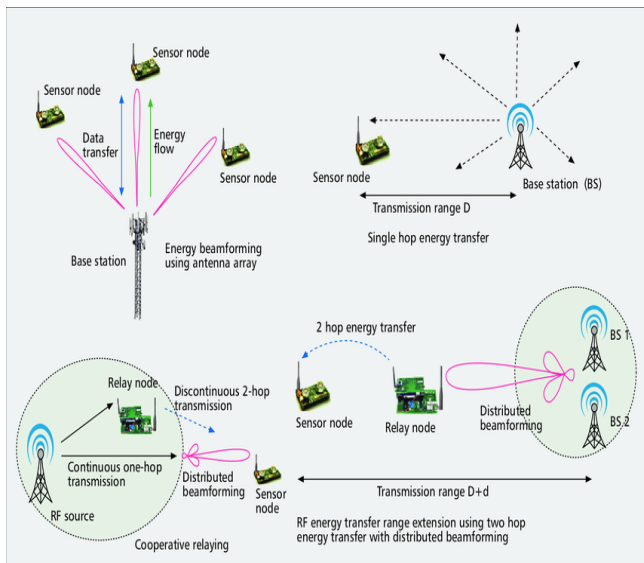 Sensor node
Sensor node
Data
transfer
Energy
flow
Sensor node
Base station
Energy beamforming
using antenna array
Sensor node
Base station (BS)
Transmission range D
Single hop energy transfer
Relay node
Discontinuous 2-hop
transmission
Continuous one-hop
transmission
Distributed
beamforming
Sensor
node
RF source
Cooperative relaying
2 hop energy transfer
BS 1
Sensor
node
Relay node
Distributed
beamforming
BS 2
Transmission range D+d
RF energy transfer range extension using two hop
energy transfer with distributed beamforming